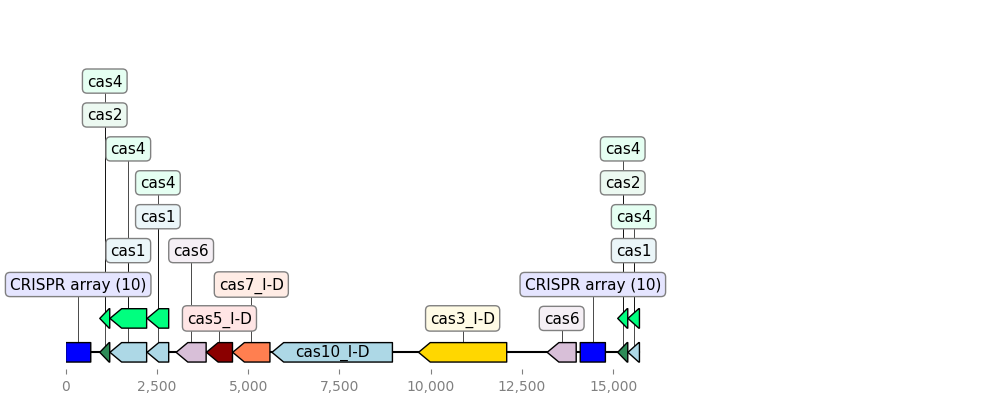 cas4
cas2
cas4 cas4
cas4 cas2
cas1 cas4
cas1 cas6 cas1
CRISPR array (10) cas7_I-D CRISPR array (10)
cas5_I-D cas3_I-D cas6
cas10_I-D
0 2,500 5,000 7,500 10,000 12,500 15,000